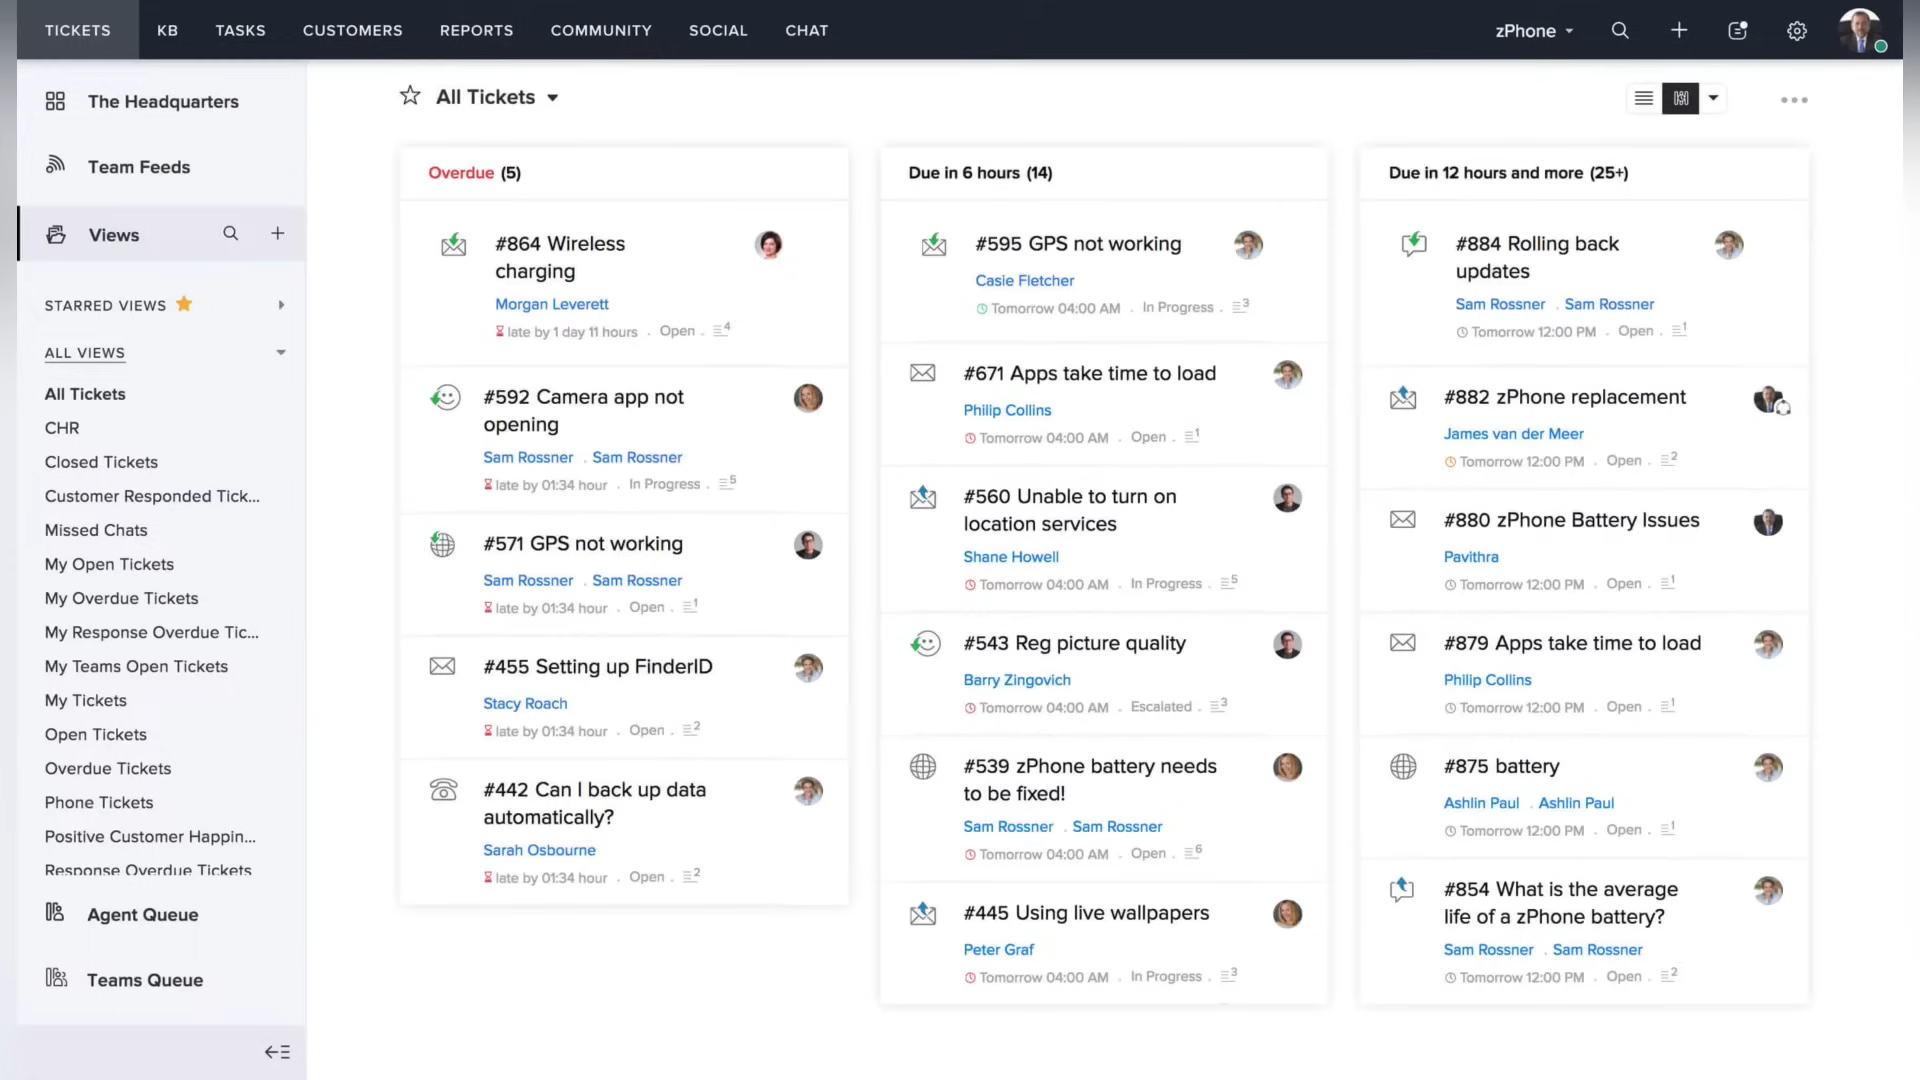 TICKETS KB TASKS CUSTOMERS REPORTS COMMUNITY SOCIAL CHAT zPhone
The Headquarters
Team Feeds
Views
STARRED VIEWS
ALL VIEWS
All Tickets
CHR
Closed Tickets
Customer Responded Tick...
Missed Chats
My Open Tickets
My Overdue Tickets
My Response Overdue Tic...
My Teams Open Tickets
My Tickets
Open Tickets
Overdue Tickets
Phone Tickets
Positive Customer Happin...
Response Overdue Tickets
Agent Queue
Teams Queue
All Tickets
Overdue (5)
#864 Wireless
charging
Morgan Leverett
late by 1 day 11 hours . Open . 4
#592 Camera app not
opening
Sam Rossner . Sam Rossner
late by 01:34 hour . In Progress . 5
#571 GPS not working
Sam Rossner . Sam Rossner
late by 01:34 hour . Open . 1
#455 Setting up FinderID
Stacy Roach
late by 01:34 hour . Open . 2
#442 Can I back up data
automatically?
Sarah Osbourne
late by 01:34 hour . Open . 2
Due in 6 hours (14)
#595 GPS not working
Casie Fletcher
Tomorrow 04:00 AM . In Progress . 3
#671 Apps take time to load
Philip Collins
Tomorrow 04:00 AM . Open . 1
#560 Unable to turn on
location services
Shane Howell
Tomorrow 04:00 AM . In Progress . 5
#543 Reg picture quality
Barry Zingovich
Tomorrow 04:00 AM . Escalated . 3
#539 zPhone battery needs
to be fixed!
Sam Rossner . Sam Rossner
Tomorrow 04:00 AM . Open . 6
#445 Using live wallpapers
Peter Graf
Tomorrow 04:00 AM . In Progress . 3
Due in 12 hours and more (25+)
#884 Rolling back
updates
Sam Rossner . Sam Rossner
Tomorrow 12:00 PM . Open . 1
#882 zPhone replacement
James van der Meer
Tomorrow 12:00 PM . Open . 2
#880 zPhone Battery Issues
Pavithra
Tomorrow 12:00 PM . Open . 1
#879 Apps take time to load
Philip Collins
Tomorrow 12:00 PM . Open . 1
#875 battery
Ashlin Paul . Ashlin Paul
Tomorrow 12:00 PM . Open . 1
#854 What is the average
life of a zPhone battery?
Sam Rossner . Sam Rossner
Tomorrow 12:00 PM . Open . 2